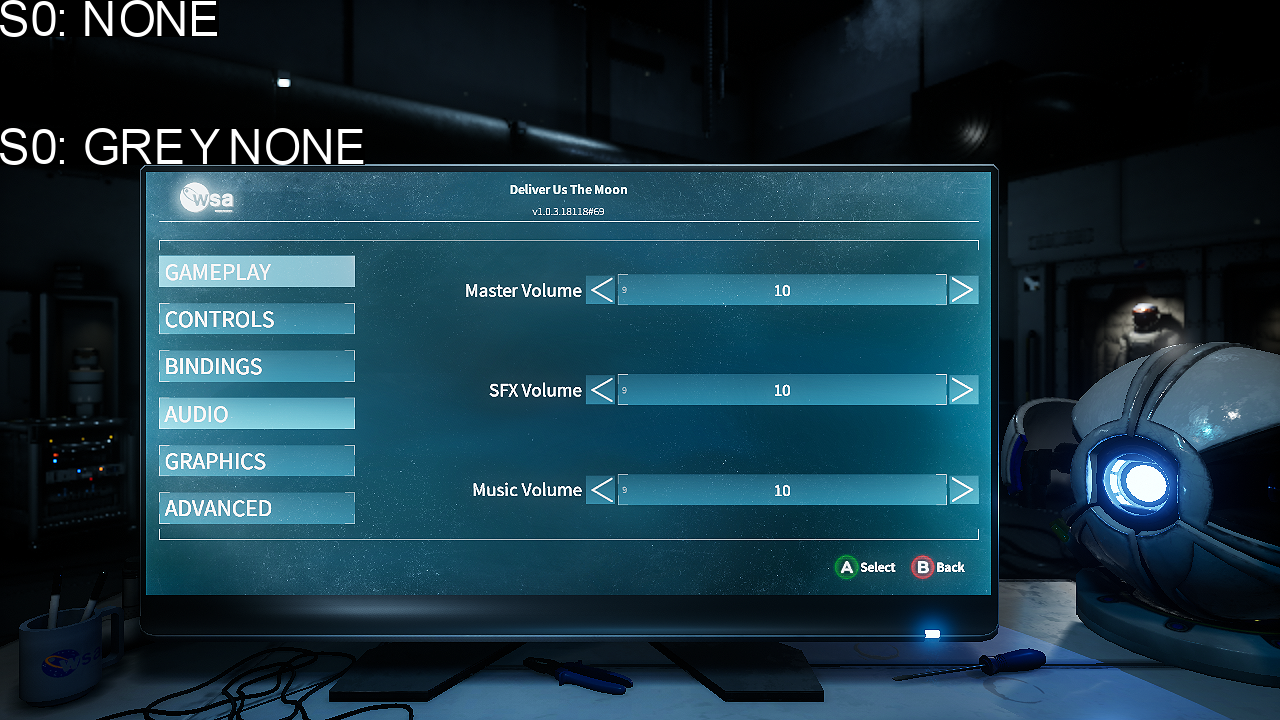 S0: NONE
S0: GREY NONE
wsa
Deliver Us The Moon
v1.0.3.18118#69
GAMEPLAY
CONTROLS
BINDINGS
AUDIO
GRAPHICS
ADVANCED
Master Volume
9
10
SFX Volume
9
10
Music Volume
9
10
A Select
B Back
wsa